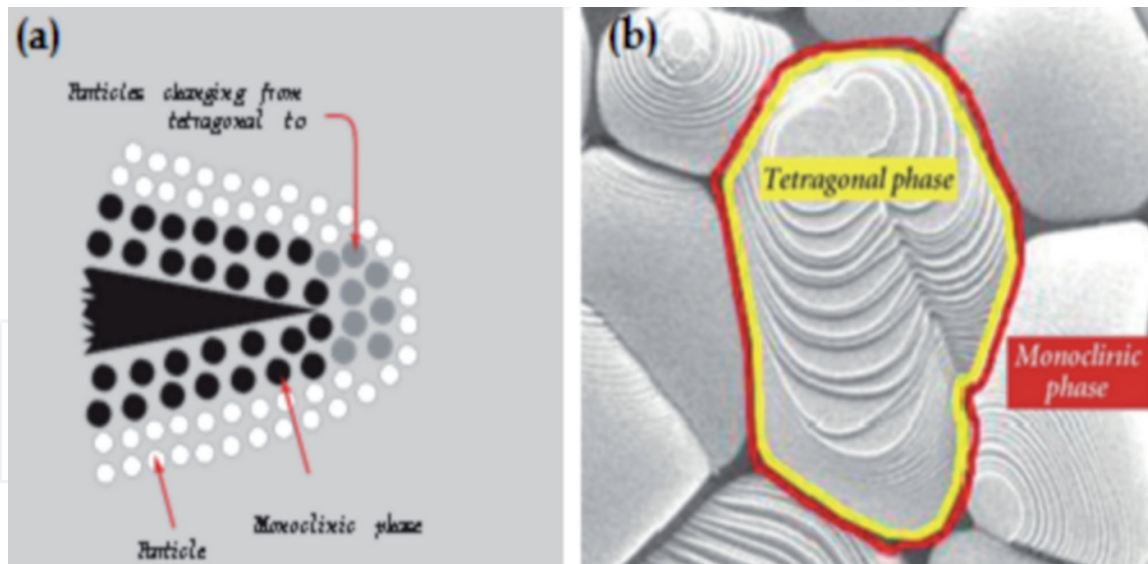 (a)
Particles changing from
tetragonal to
Monoclinic phase
Particle
(b)
Tetragonal phase
Monoclinic
phase